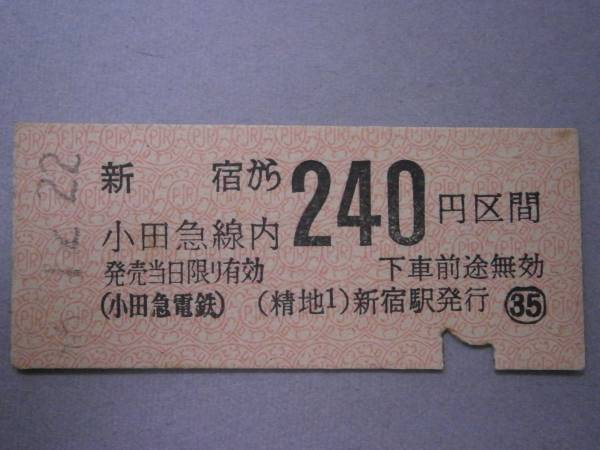 新宿から
小田急線内 240円区間
発売当日限り有効 下車前途無効
(小田急電鉄) (精地1)新宿駅発行 ㉟
12.22